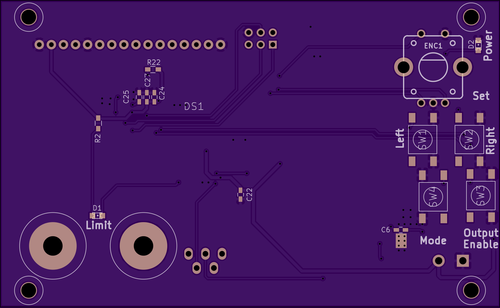 ENC1
D2
Power
R22
C27
C25
C24
DS1
Set
R2
Left
SW1
SW2
Right
SW4
SW3
C22
D1
Limit
C6
Mode
Output
Enable